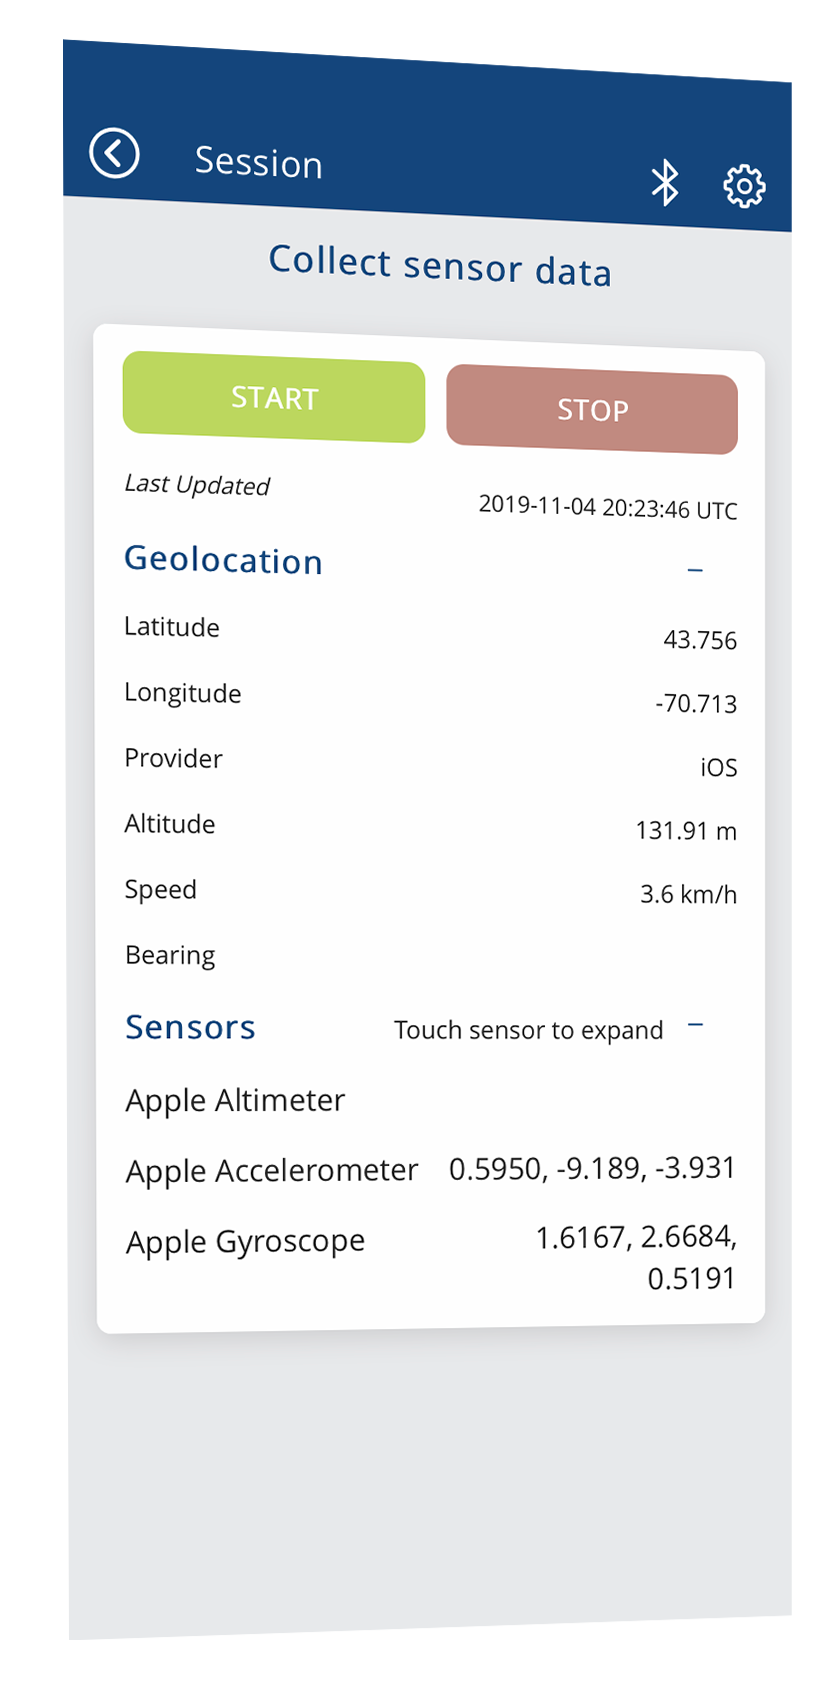 Session
Collect sensor data
START STOP
Last Updated 2019-11-04 20:23:46 UTC
Geolocation –
Latitude 43.756
Longitude -70.713
Provider iOS
Altitude 131.91 m
Speed 3.6 km/h
Bearing
Sensors Touch sensor to expand –
Apple Altimeter
Apple Accelerometer 0.5950, -9.189, -3.931
Apple Gyroscope 1.6167, 2.6684,
0.5191